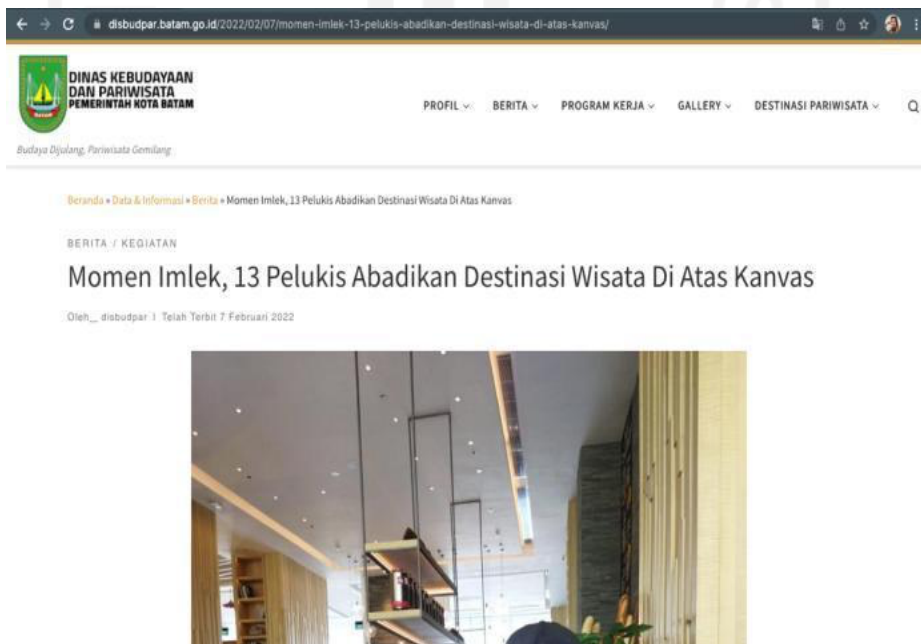 disbudpar.batam.go.id/2022/02/07/momen-imlek-13-pelukis-abadikan-destinasi-wisata-di-atas-kanvas/
DINAS KEBUDAYAAN
DAN PARIWISATA
PEMERINTAH KOTA BATAM
PROFIL BERITA PROGRAM KERJA GALLERY DESTINASI PARIWISATA
Budaya Dijulang, Pariwisata Gemilang
Beranda » Data & Informasi » Berita » Momen Imlek, 13 Pelukis Abadikan Destinasi Wisata Di Atas Kanvas
BERITA / KEGIATAN
Momen Imlek, 13 Pelukis Abadikan Destinasi Wisata Di Atas Kanvas
Oleh__ disbudpar | Telah Terbit 7 Februari 2022